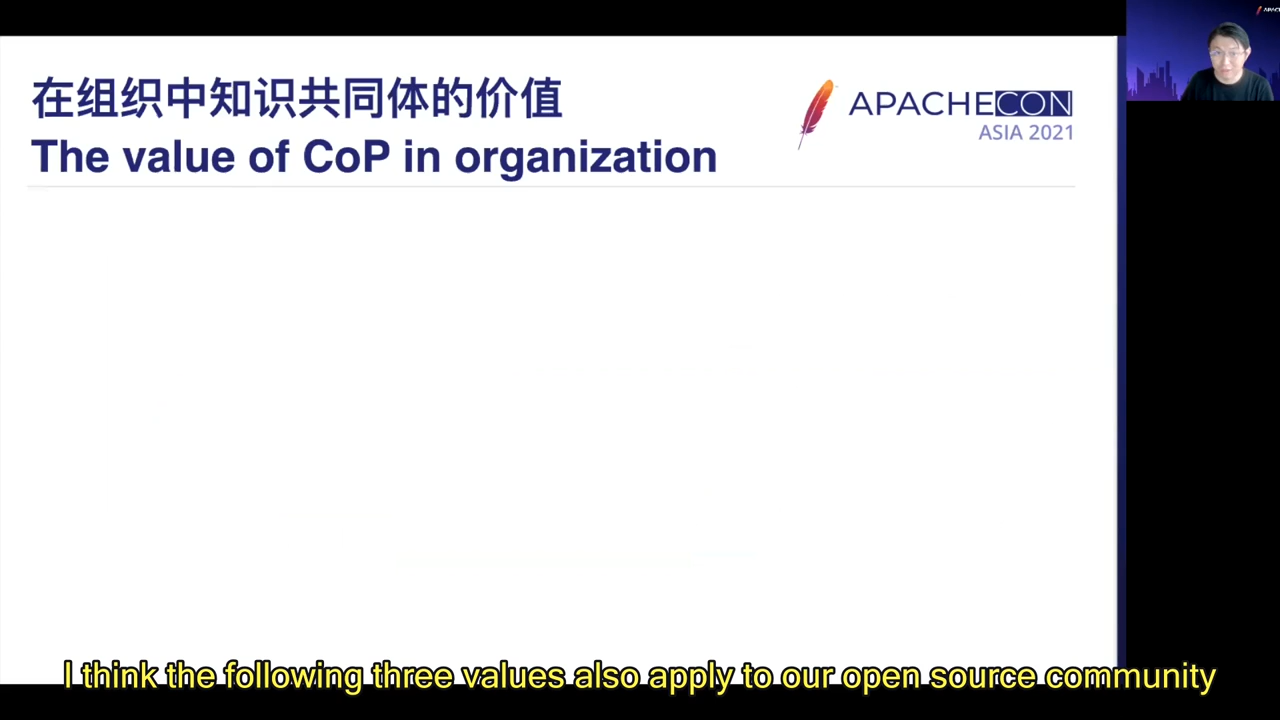 在组织中知识共同体的价值
The value of CoP in organization
APACHECON
ASIA 2021
I think the following three values also apply to our open source community